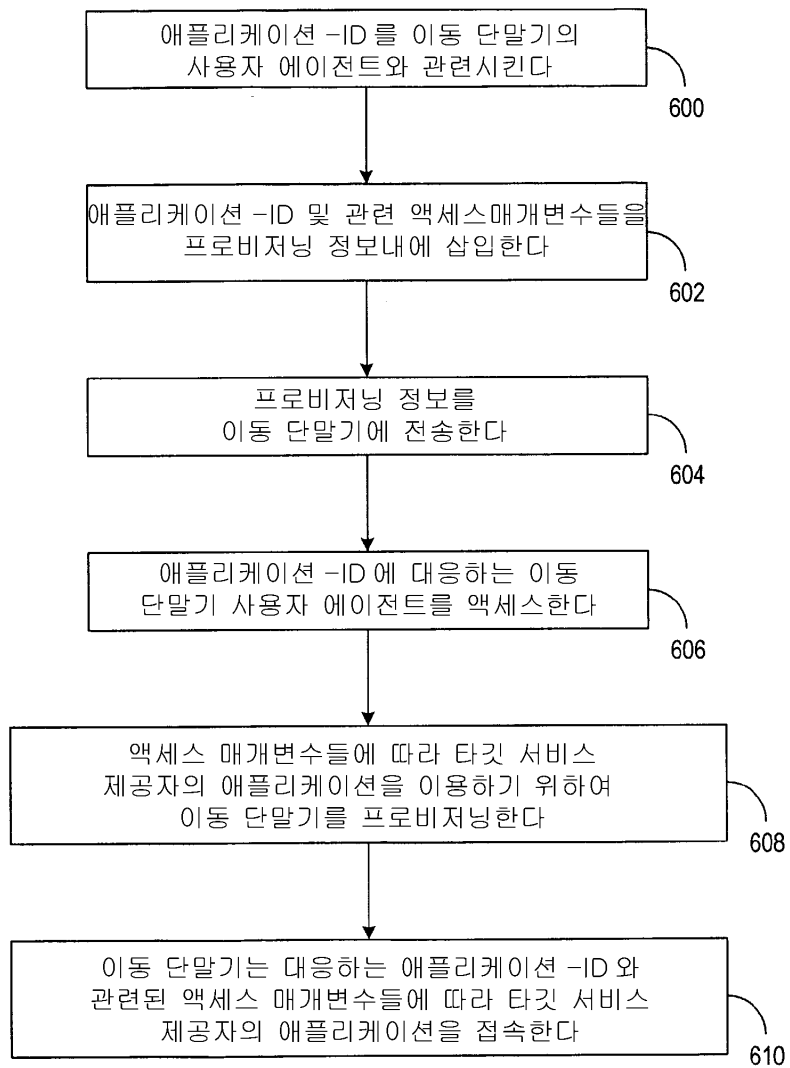 애플리케이션 -ID 를 이동 단말기의
사용자 에이전트와 관련시킨다
600
애플리케이션 -ID 및 관련 액세스매개변수들을
프로비저닝 정보내에 삽입한다
602
프로비저닝 정보를
이동 단말기에 전송한다
604
애플리케이션 -ID 에 대응하는 이동
단말기 사용자 에이전트를 액세스한다
606
액세스 매개변수들에 따라 타깃 서비스
제공자의 애플리케이션을 이용하기 위하여
이동 단말기를 프로비저닝한다
608
이동 단말기는 대응하는 애플리케이션 -ID 와
관련된 액세스 매개변수들에 따라 타깃 서비스
제공자의 애플리케이션을 접속한다
610